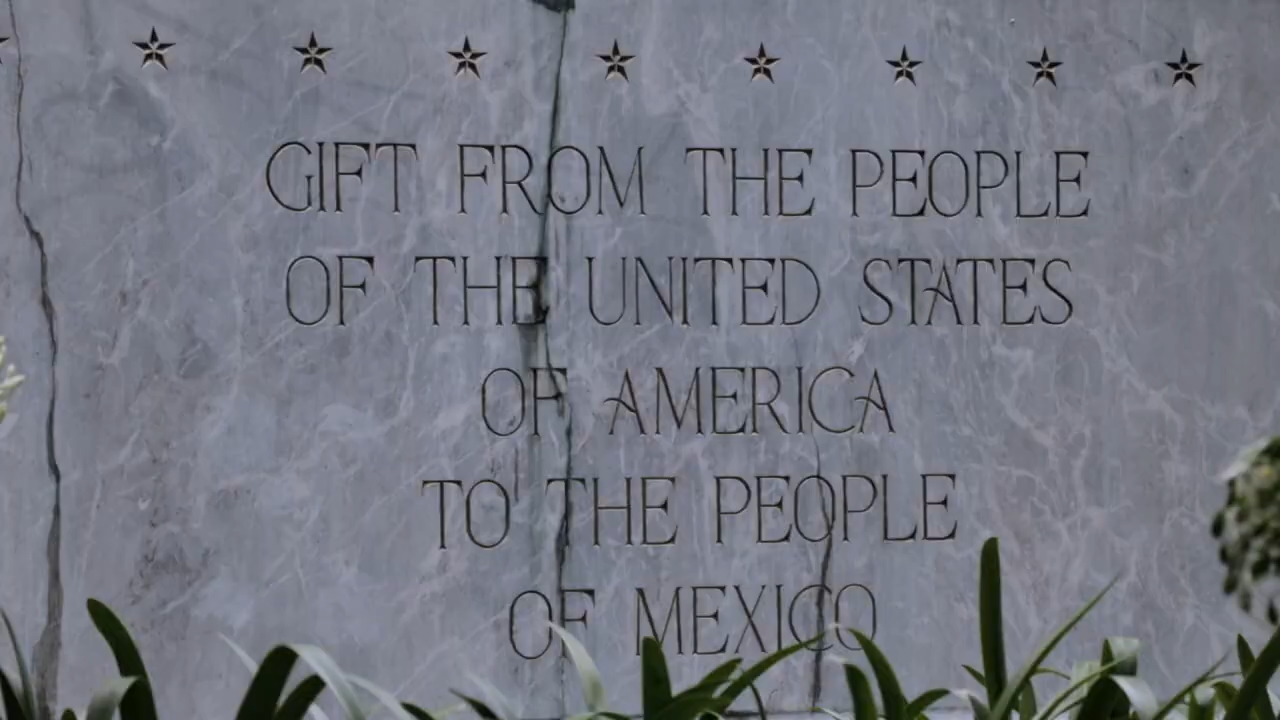 GIFT FROM THE PEOPLE
OF THE UNITED STATES
OF AMERICA
TO THE PEOPLE
OF MEXICO